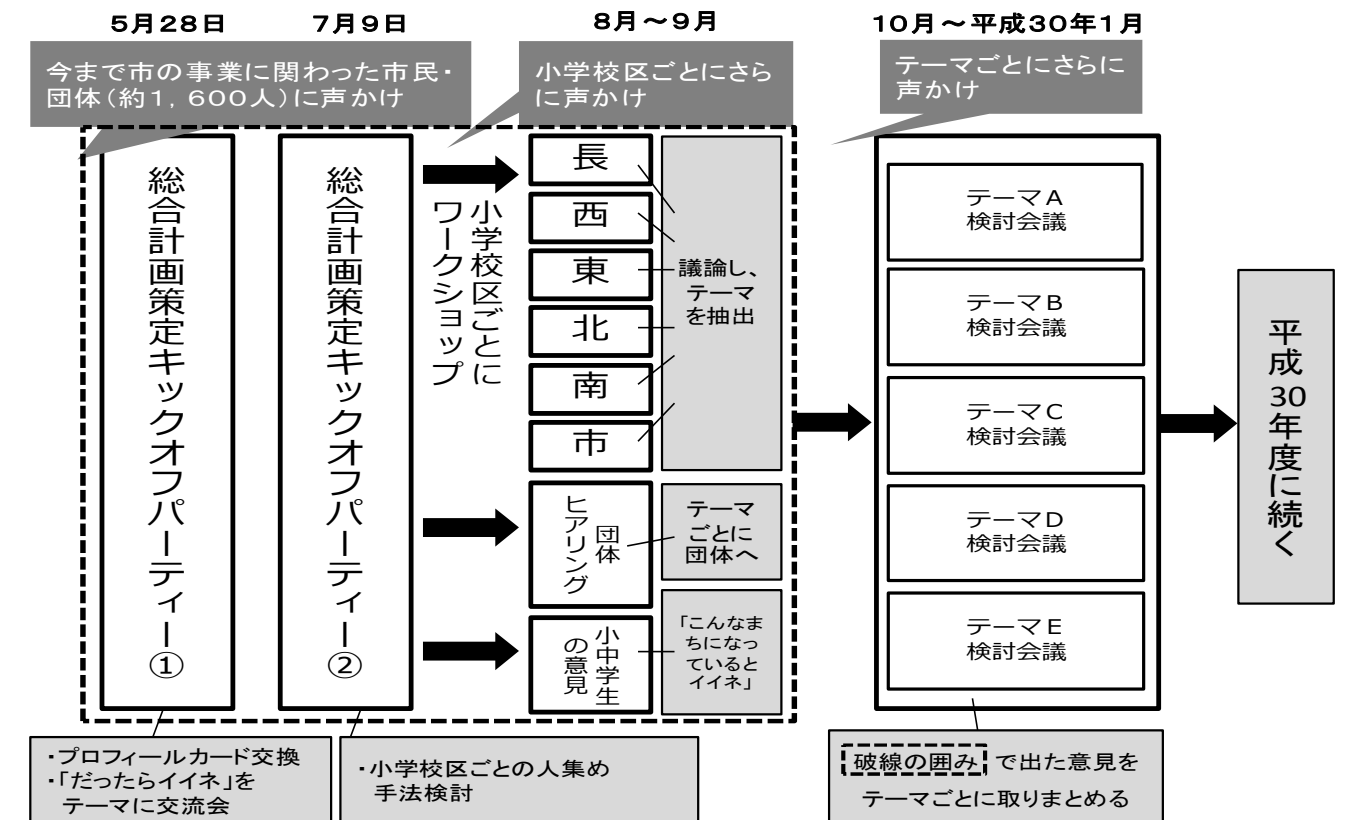 5月28日
7月9日
8月～9月
10月～平成30年1月
今まで市の事業に関わった市民・
団体（約1，600人）に声かけ
小学校区ごとにさら
に声かけ
テーマごとにさらに
声かけ
総合計画策定キックオフパーティー①
総合計画策定キックオフパーティー②
小学校区ごとに
ワークショップ
長
西
東
北
南
市
議論し、
テーマ
を抽出
団体
ヒアリング
テーマ
ごとに
団体へ
小中学生
の意見
「こんなま
ちになっ
ていると
イイネ」
テーマA
検討会議
テーマB
検討会議
テーマC
検討会議
テーマD
検討会議
テーマE
検討会議
平成30年度に続く
・プロフィールカード交換
・「だったらイイネ」を
テーマに交流会
・小学校区ごとの人集め
手法検討
破線の囲み で出た意見を
テーマごとに取りまとめる